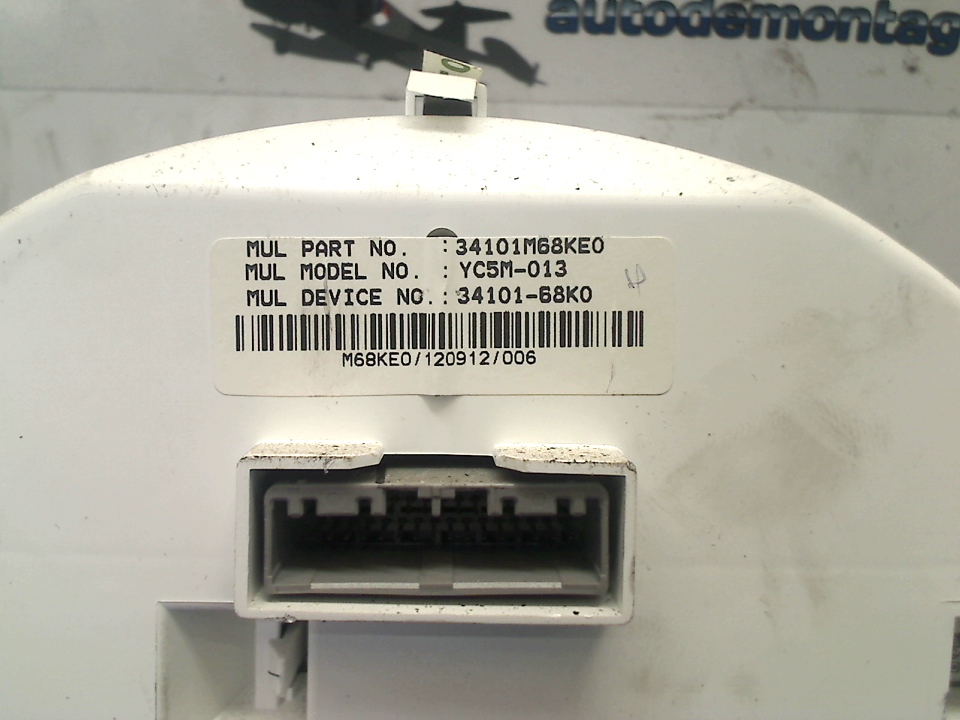 autodemontag
MUL PART NO. : 34101M68KE0
MUL MODEL NO. : YC5M-013
MUL DEVICE NO.: 34101-68K0
M68KE0/120912/006